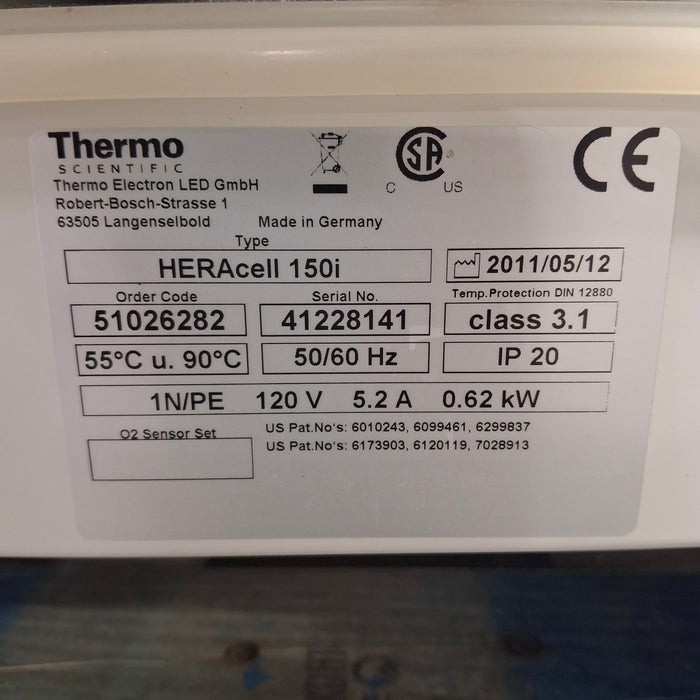 Thermo
SCIENTIFIC
Thermo Electron LED GmbH
Robert-Bosch-Strasse 1
63505 Langenselbold Made in Germany
C SA ® US
CE
Type
HERAcell 150i
2011/05/12
Order Code
51026282
Serial No.
41228141
Temp.Protection DIN 12880
class 3.1
55°C u. 90°C
50/60 Hz
IP 20
1N/PE 120 V 5.2 A 0.62 kW
O2 Sensor Set
US Pat.No's: 6010243, 6099461, 6299837
US Pat.No's: 6173903, 6120119, 7028913